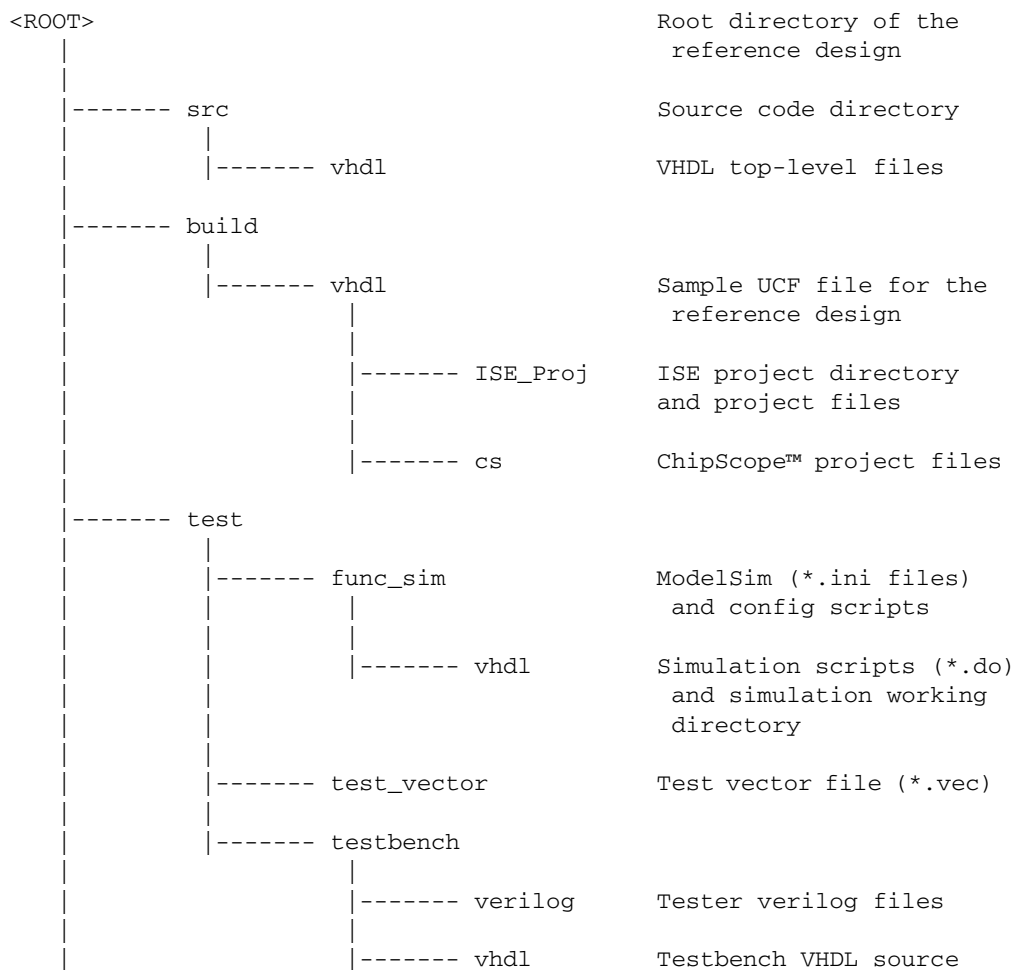 <ROOT> Root directory of the
reference design
|------- src Source code directory
|------- vhdl VHDL top-level files
|------- build
|------- vhdl Sample UCF file for the
reference design
|------- ISE_Proj ISE project directory
and project files
|------- cs ChipScope™ project files
|------- test
|------- func_sim ModelSim (*.ini files)
and config scripts
|------- vhdl Simulation scripts (*.do)
and simulation working
directory
|------- test_vector Test vector file (*.vec)
|------- testbench
|------- verilog Tester verilog files
|------- vhdl Testbench VHDL source